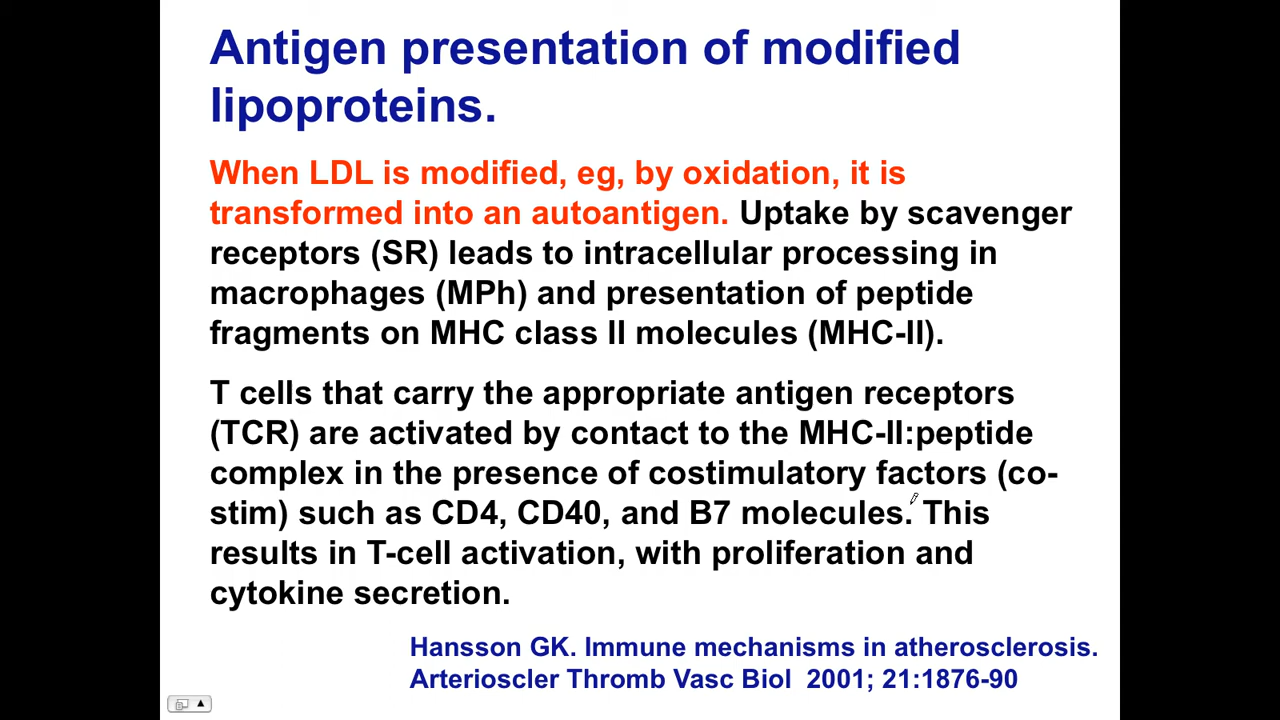 Antigen presentation of modified
lipoproteins.
When LDL is modified, eg, by oxidation, it is
transformed into an autoantigen. Uptake by scavenger
receptors (SR) leads to intracellular processing in
macrophages (MPh) and presentation of peptide
fragments on MHC class II molecules (MHC-II).
T cells that carry the appropriate antigen receptors
(TCR) are activated by contact to the MHC-II:peptide
complex in the presence of costimulatory factors (co-
stim) such as CD4, CD40, and B7 molecules. This
results in T-cell activation, with proliferation and
cytokine secretion.
Hansson GK. Immune mechanisms in atherosclerosis.
Arterioscler Thromb Vasc Biol  2001; 21:1876-90